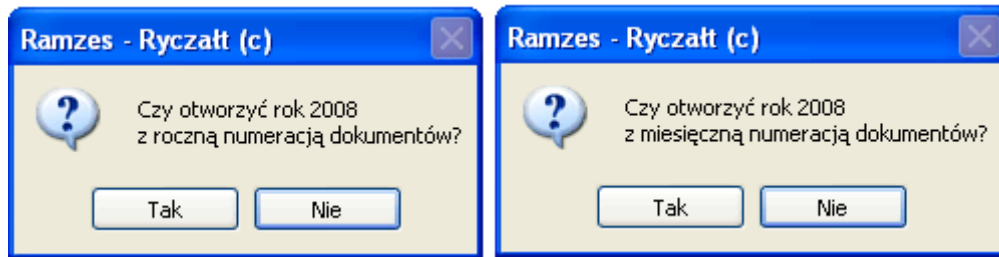 Ramzes - Ryczałt (c)
Czy otworzyć rok 2008
z roczną numeracją dokumentów?
Tak
Nie
Ramzes - Ryczałt (c)
Czy otworzyć rok 2008
z miesięczną numeracją dokumentów?
Tak
Nie